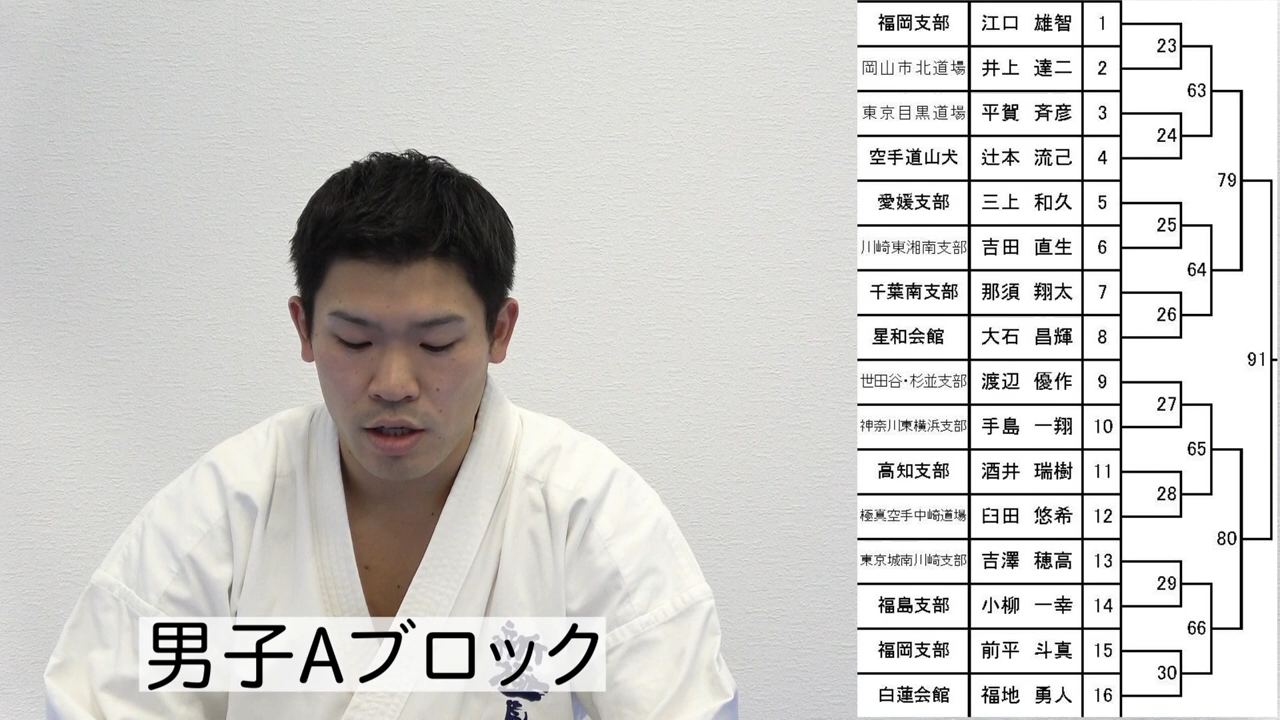 福岡支部 江口 雄智 1
岡山市北道場 井上 達二 2
東京目黒道場 平賀 斉彦 3
空手道山犬 辻本 流己 4
愛媛支部 三上 和久 5
川崎東湘南支部 吉田 直生 6
千葉南支部 那須 翔太 7
星和会館 大石 昌輝 8
世田谷・杉並支部 渡辺 優作 9
神奈川東横浜支部 手島 一翔 10
高知支部 酒井 瑞樹 11
極真空手中崎道場 臼田 悠希 12
東京城南川崎支部 吉澤 穂高 13
福島支部 小柳 一幸 14
福岡支部 前平 斗真 15
白蓮会館 福地 勇人 16
23
24
25
26
27
28
29
30
63
64
65
66
79
80
91
男子Aブロック